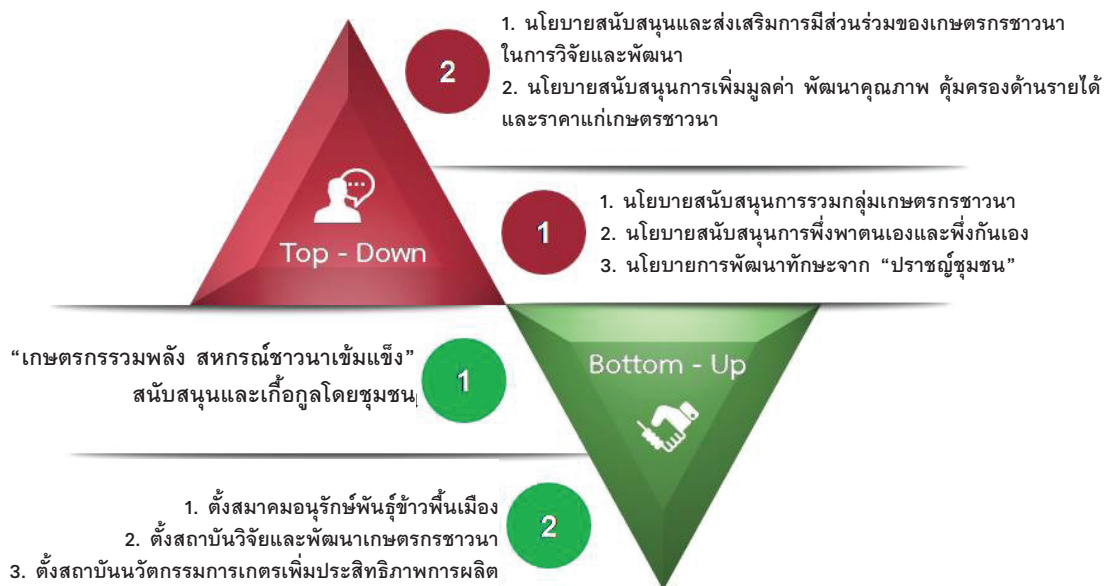 1. นโยบายสนับสนุนและส่งเสริมการมีส่วนร่วมของเกษตรกรชาวนา
ในการวิจัยและพัฒนา
2. นโยบายสนับสนุนการเพิ่มมูลค่า พัฒนาคุณภาพ คุ้มครองด้านรายได้
และราคาแก่เกษตรชาวนา
2
Top - Down
1
1. นโยบายสนับสนุนการรวมกลุ่มเกษตรกรชาวนา
2. นโยบายสนับสนุนการพึ่งพาตนเองและพึ่งกันเอง
3. นโยบายการพัฒนาทักษะจาก “ปราชญ์ชุมชน”
“เกษตรกรรวมพลัง สหกรณ์ชาวนาเข้มแข็ง”
สนับสนุนและเกื้อกูลโดยชุมชน
1
Bottom - Up
1. ตั้งสมาคมอนุรักษ์พันธุ์ข้าวพื้นเมือง
2. ตั้งสถาบันวิจัยและพัฒนาเกษตรกรชาวนา
3. ตั้งสถาบันนวัตกรรมการเกตรเพิ่มประสิทธิภาพการผลิต
2